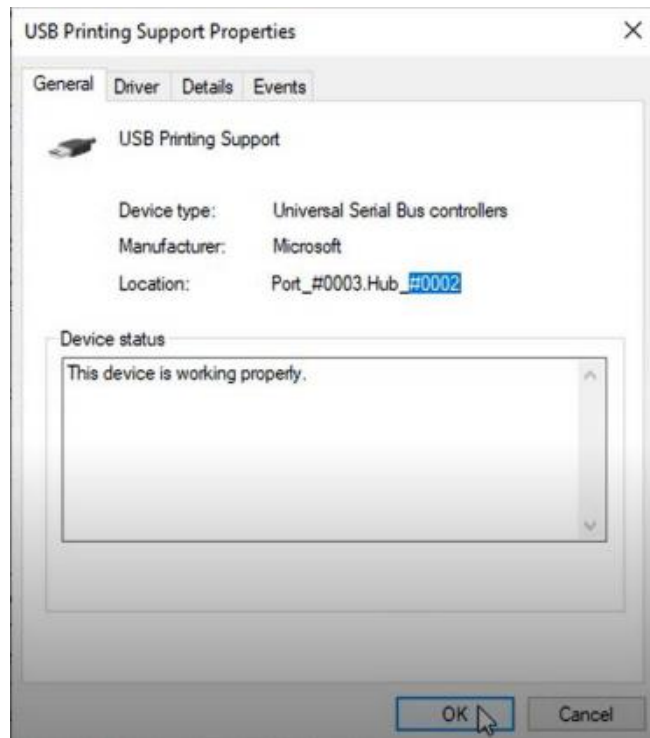 USB Printing Support Properties
General Driver Details Events
USB Printing Support
Device type: Universal Serial Bus controllers
Manufacturer: Microsoft
Location: Port_#0003.Hub_#0002
Device status
This device is working properly.
OK Cancel